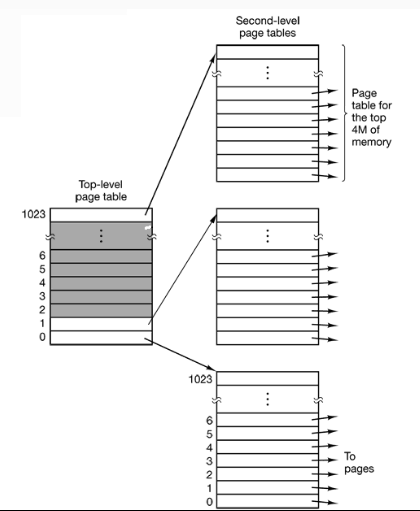 Second-level
page tables
⋮
Page
table for
the top
4M of
memory
Top-level
page table
1023
⋮
6
5
4
3
2
1
0
⋮
1023
⋮
6
5
4
3
2
1
0
To
pages